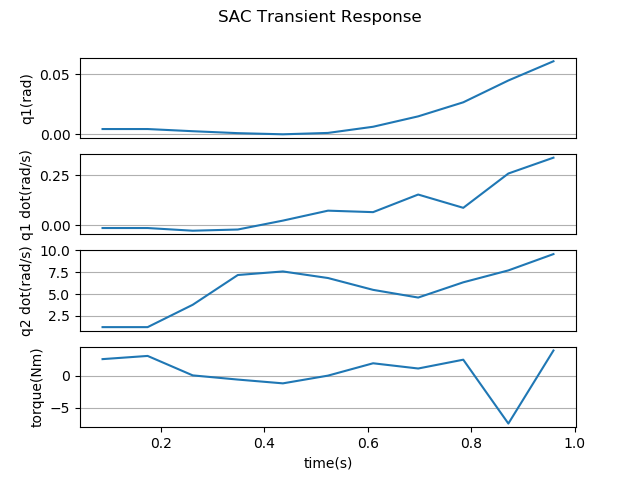 SAC Transient Response
q1(rad)
0.05
0.00
q1 dot(rad/s)
0.25
0.00
q2 dot(rad/s)
10.0
7.5
5.0
2.5
torque(Nm)
0
−5
0.2 0.4 0.6 0.8 1.0
time(s)